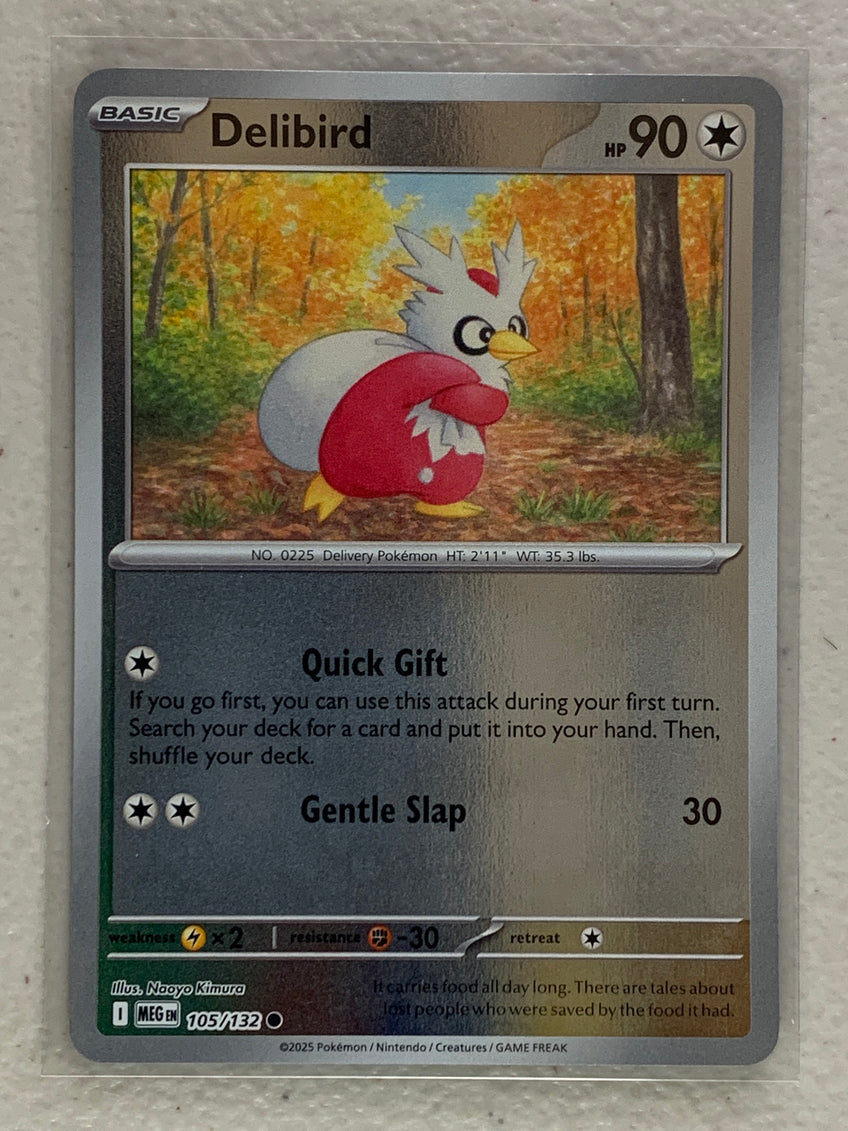 BASIC Delibird HP 90
NO. 0225 Delivery Pokémon HT: 2'11" WT: 35.3 lbs.
Quick Gift
If you go first, you can use this attack during your first turn.
Search your deck for a card and put it into your hand. Then,
shuffle your deck.
Gentle Slap 30
weakness ×2 resistance -30 retreat
Illus. Naoyo Kimura
It carries food all day long. There are tales about
lost people who were saved by the food it had.
I MEG EN 105/132
©2025 Pokémon / Nintendo / Creatures / GAME FREAK